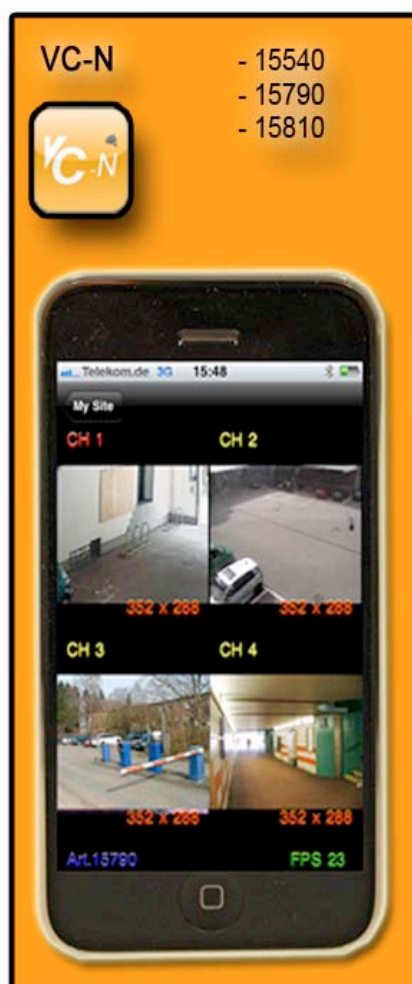 VC-N - 15540
- 15790
- 15810
VC-N
Telekom.de 3G 15:48
My Site
CH 1 CH 2
352 x 288 352 x 288
CH 3 CH 4
352 x 288 352 x 288
Art.15790 FPS 23